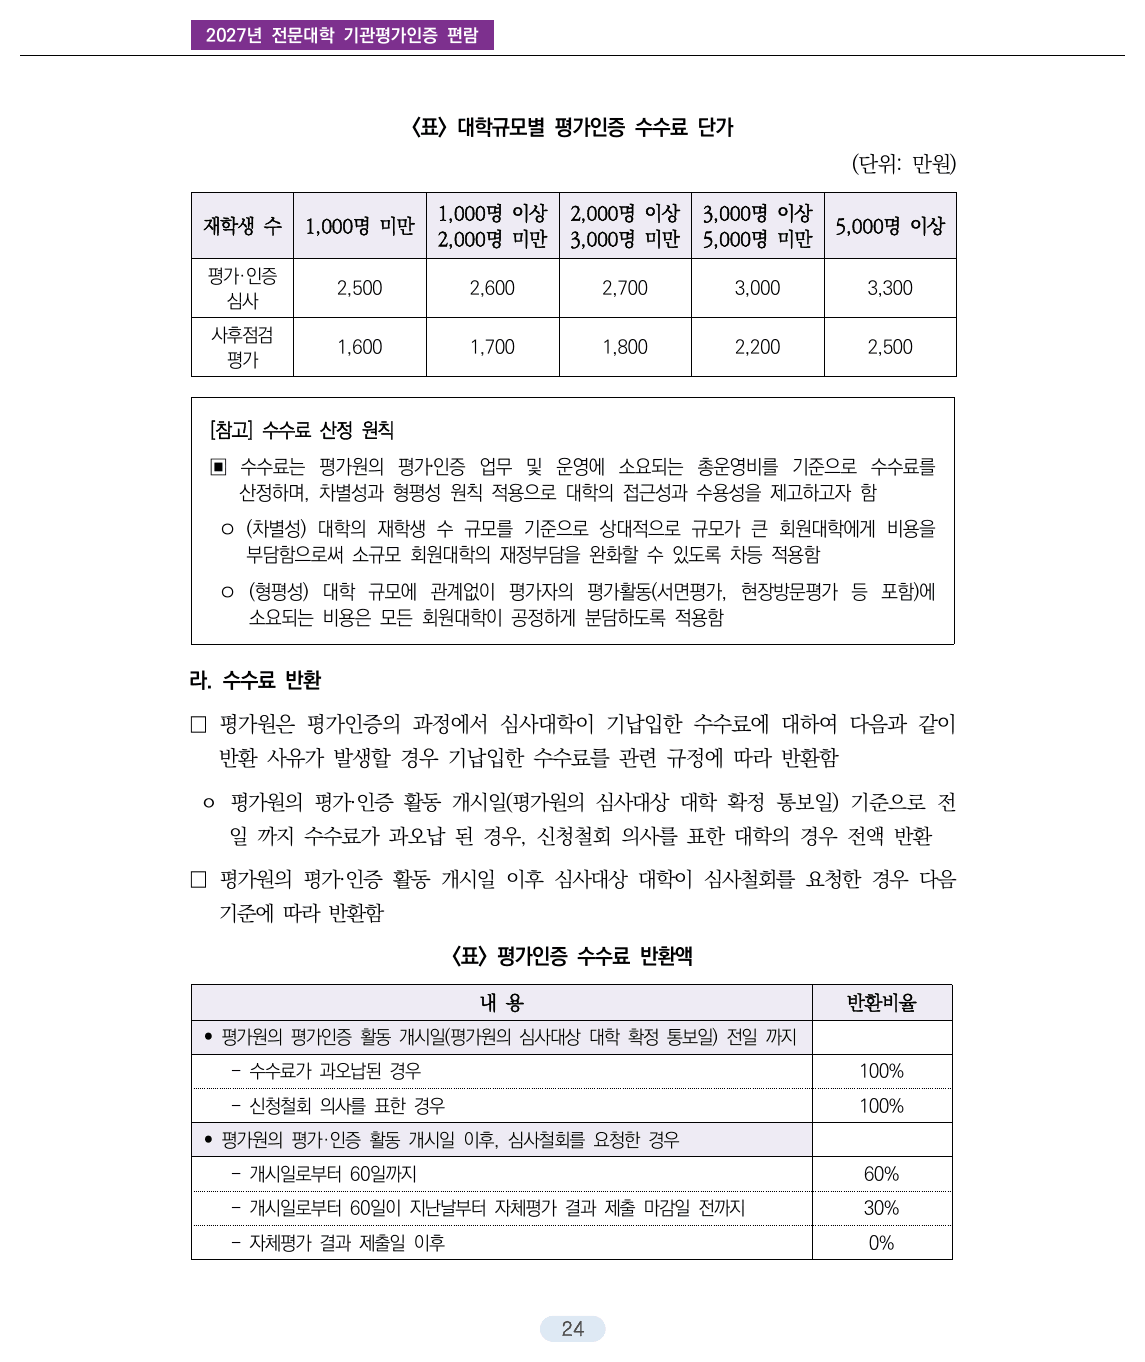 2027년 전문대학 기관평가인증 편람
〈표〉 대학규모별 평가인증 수수료 단가
(단위: 만원)
재학생 수 1,000명 미만 1,000명 이상 2,000명 미만 2,000명 이상 3,000명 미만 3,000명 이상 5,000명 미만 5,000명 이상
평가·인증 심사 2,500 2,600 2,700 3,000 3,300
사후점검 평가 1,600 1,700 1,800 2,200 2,500
[참고] 수수료 산정 원칙
▣ 수수료는 평가원의 평가·인증 업무 및 운영에 소요되는 총운영비를 기준으로 수수료를
산정하며, 차별성과 형평성 원칙 적용으로 대학의 접근성과 수용성을 제고하고자 함
ㅇ (차별성) 대학의 재학생 수 규모를 기준으로 상대적으로 규모가 큰 회원대학에게 비용을
부담함으로써 소규모 회원대학의 재정부담을 완화할 수 있도록 차등 적용함
ㅇ (형평성) 대학 규모에 관계없이 평가자의 평가활동(서면평가, 현장방문평가 등 포함)에
소요되는 비용은 모든 회원대학이 공정하게 분담하도록 적용함
라. 수수료 반환
□ 평가원은 평가인증의 과정에서 심사대학이 기납입한 수수료에 대하여 다음과 같이
반환 사유가 발생할 경우 기납입한 수수료를 관련 규정에 따라 반환함
ㅇ 평가원의 평가·인증 활동 개시일(평가원의 심사대상 대학 확정 통보일) 기준으로 전
일 까지 수수료가 과오납 된 경우, 신청철회 의사를 표한 대학의 경우 전액 반환
□ 평가원의 평가·인증 활동 개시일 이후 심사대상 대학이 심사철회를 요청한 경우 다음
기준에 따라 반환함
〈표〉 평가인증 수수료 반환액
내 용 반환비율
• 평가원의 평가인증 활동 개시일(평가원의 심사대상 대학 확정 통보일) 전일 까지
- 수수료가 과오납된 경우 100%
- 신청철회 의사를 표한 경우 100%
• 평가원의 평가·인증 활동 개시일 이후, 심사철회를 요청한 경우
- 개시일로부터 60일까지 60%
- 개시일로부터 60일이 지난날부터 자체평가 결과 제출 마감일 전까지 30%
- 자체평가 결과 제출일 이후 0%
24